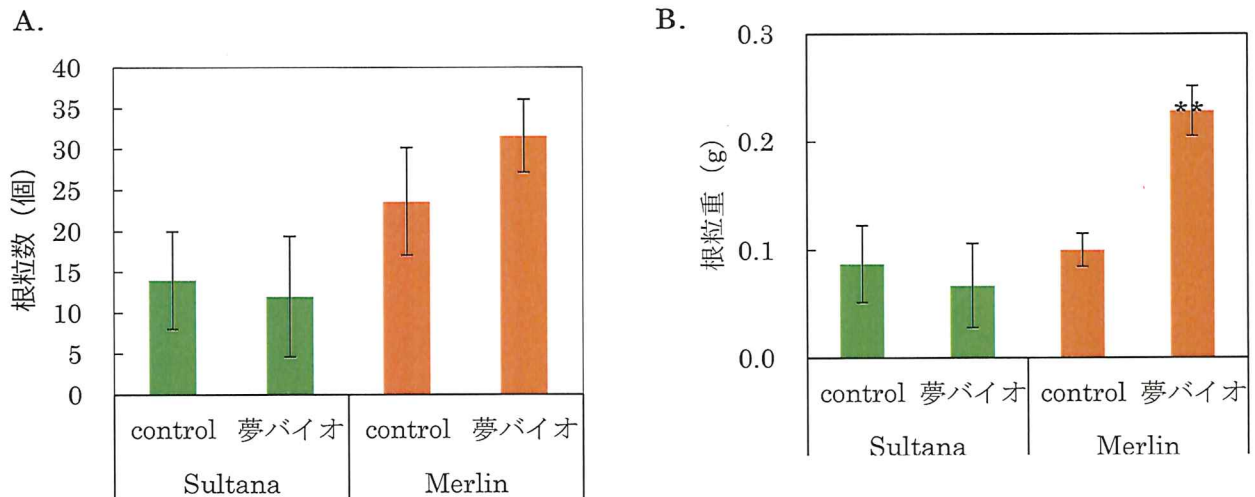 A.
根粒数（個）
40
35
30
25
20
15
10
5
0
control 夢バイオ control 夢バイオ
Sultana Merlin
B.
根粒重（g）
0.3
0.2
0.1
0.0
**
control 夢バイオ control 夢バイオ
Sultana Merlin